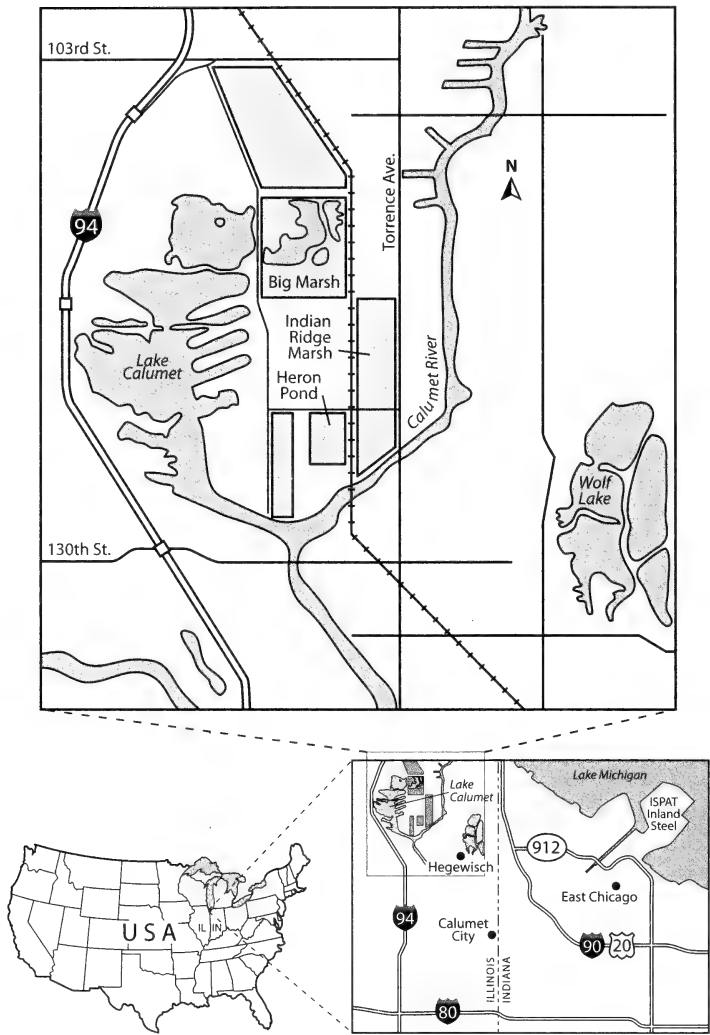 103rd St.
N
Torrence Ave.
94
Big Marsh
Indian
Ridge
Marsh
Lake
Calumet
Heron
Pond
Calumet River
Wolf
Lake
130th St.
Lake Michigan
Lake
Calumet
ISPAT
Inland
Steel
912
Hegewisch
East Chicago
USA
IL IN
94
Calumet
City
90 20
ILLINOIS
INDIANA
80